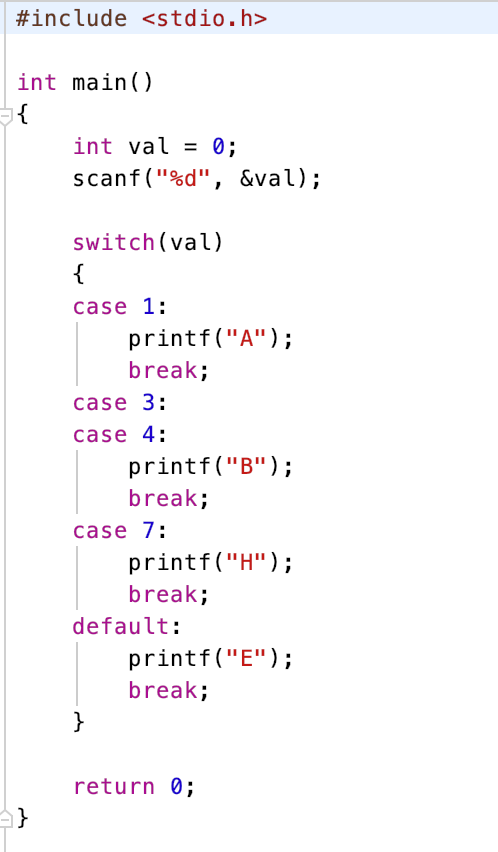 #include <stdio.h>
int main()
{
    int val = 0;
    scanf("%d", &val);
    switch(val)
    {
    case 1:
        printf("A");
        break;
    case 3:
    case 4:
        printf("B");
        break;
    case 7:
        printf("H");
        break;
    default:
        printf("E");
        break;
    }
    return 0;
}